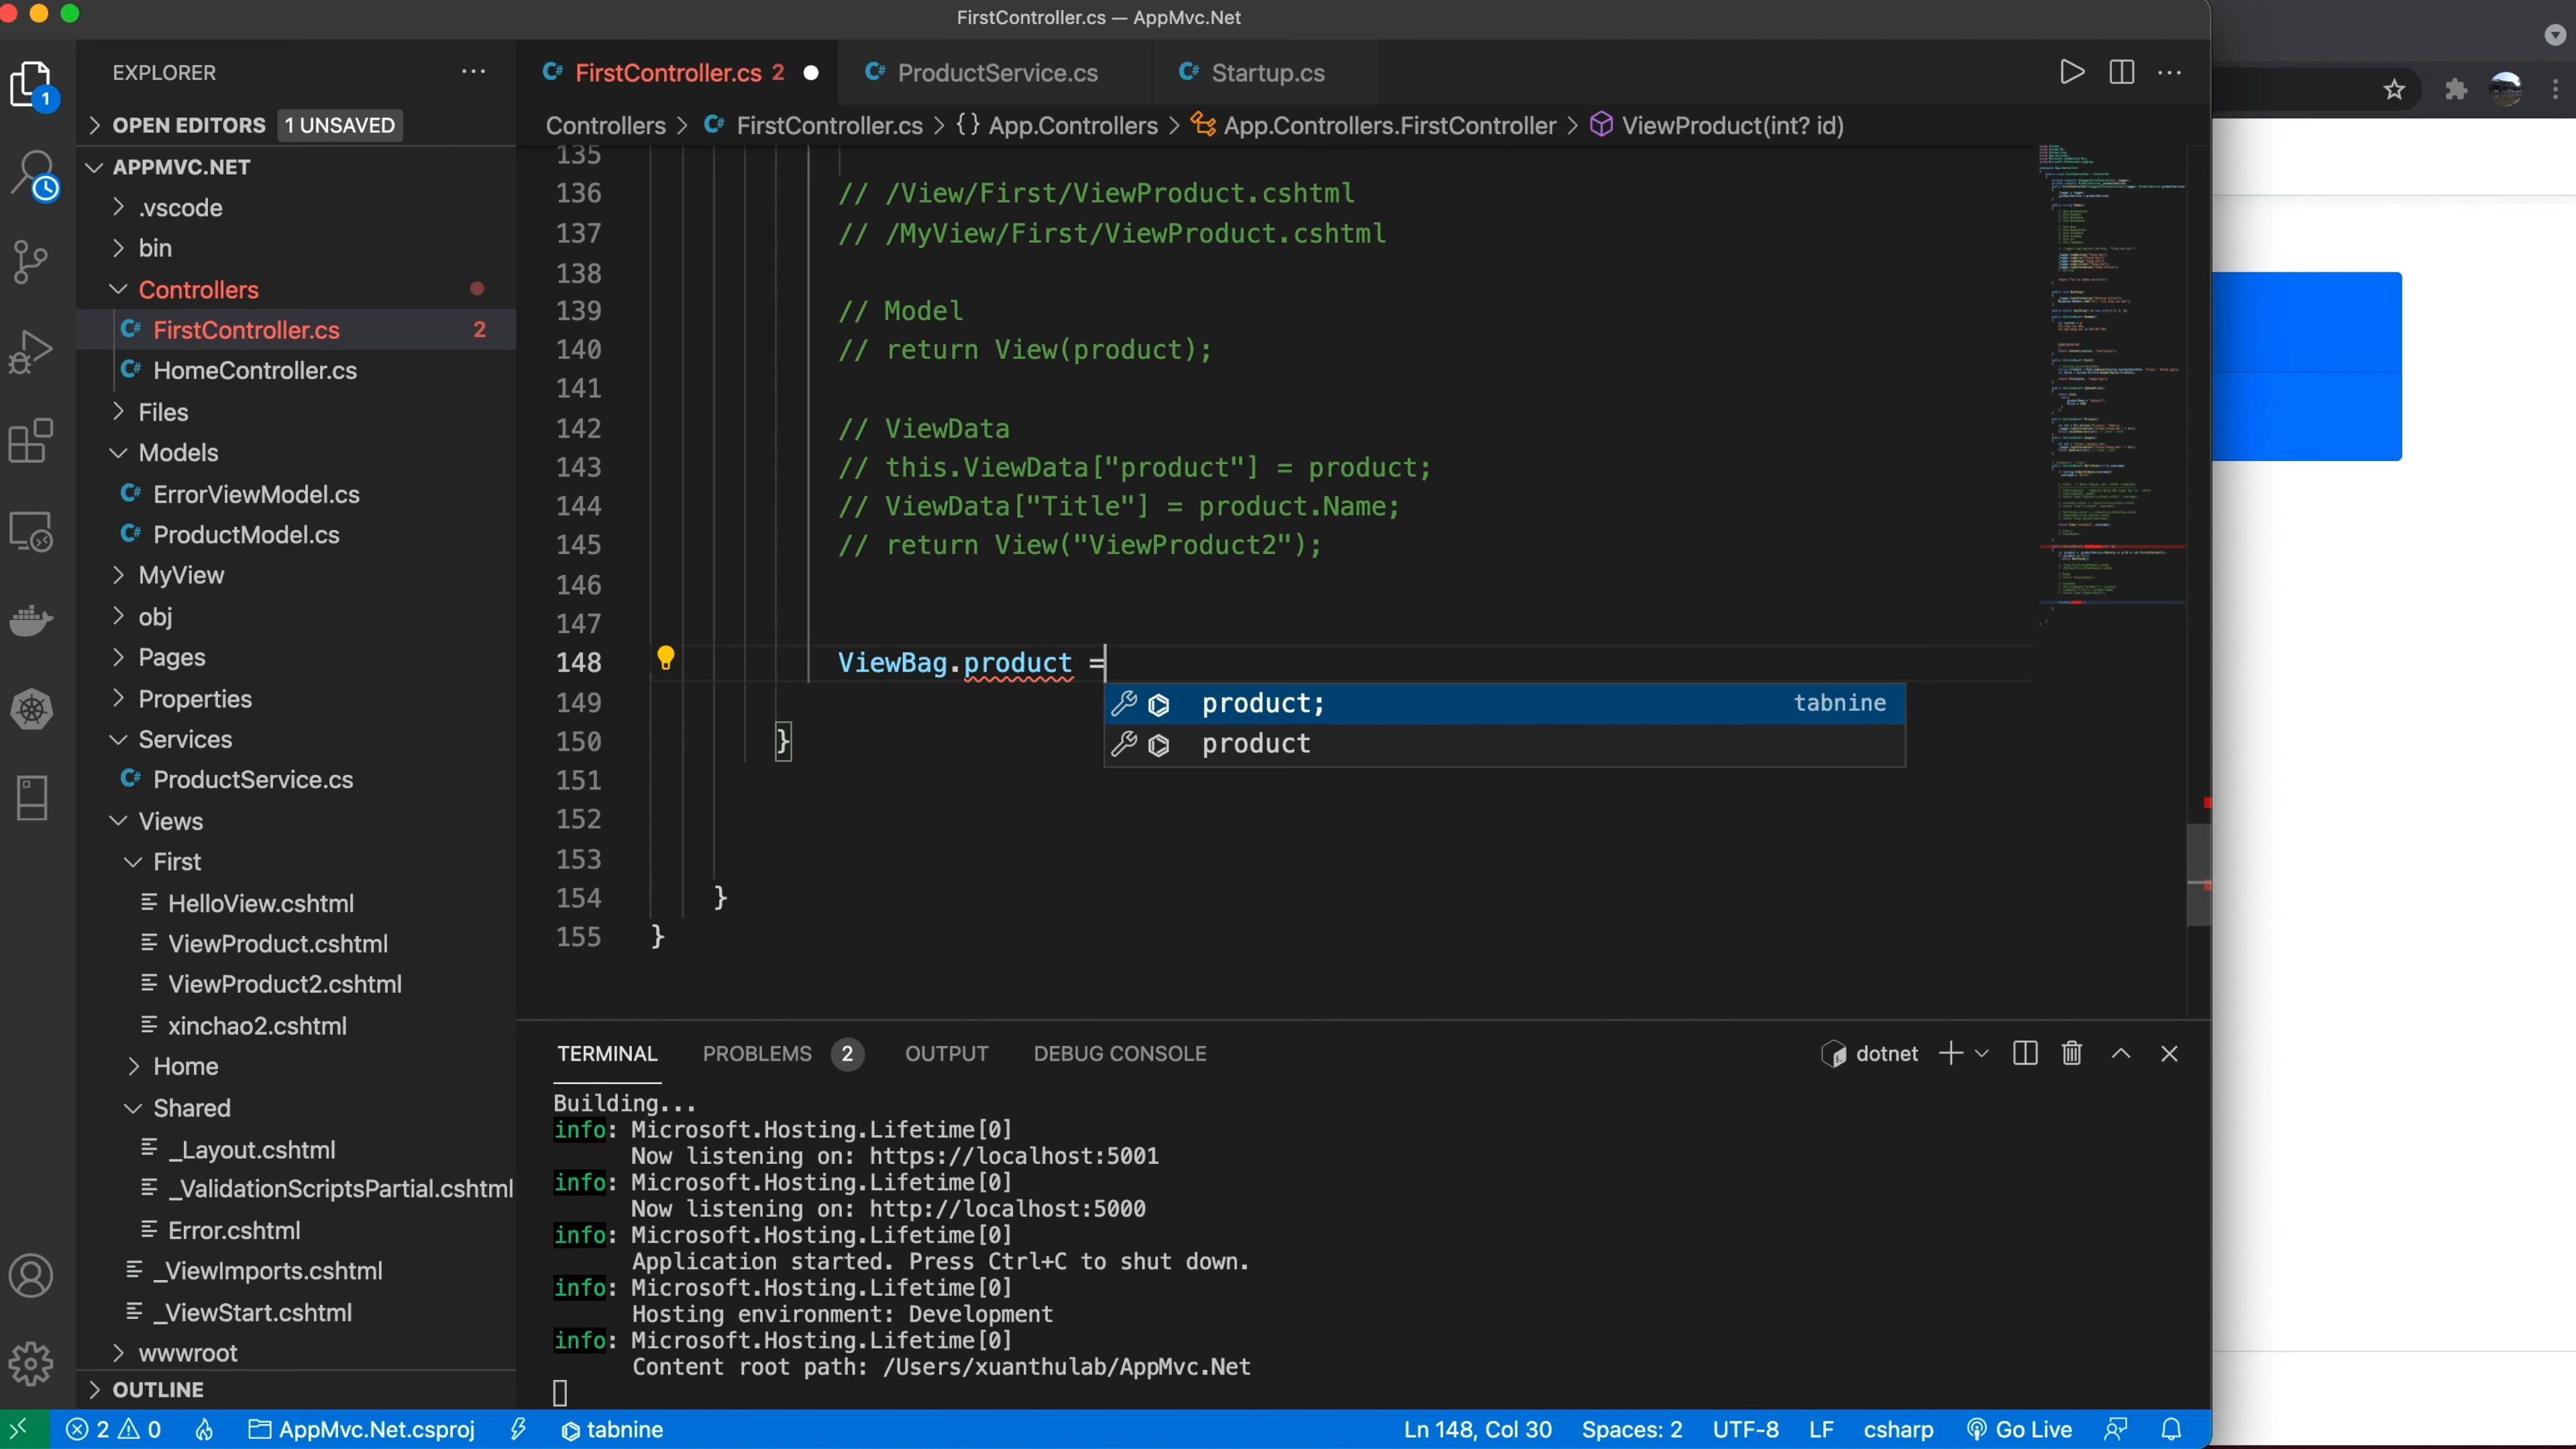 FirstController.cs — AppMvc.Net
EXPLORER
FirstController.cs 2
ProductService.cs
Startup.cs
1
OPEN EDITORS 1 UNSAVED
Controllers > FirstController.cs > {} App.Controllers > App.Controllers.FirstController > ViewProduct(int? id)
APPMVC.NET
.vscode
bin
Controllers
FirstController.cs 2
HomeController.cs
Files
Models
ErrorViewModel.cs
ProductModel.cs
MyView
obj
Pages
Properties
Services
ProductService.cs
Views
First
HelloView.cshtml
ViewProduct.cshtml
ViewProduct2.cshtml
xinchao2.cshtml
Home
Shared
_Layout.cshtml
_ValidationScriptsPartial.cshtml
Error.cshtml
_ViewImports.cshtml
_ViewStart.cshtml
wwwroot
OUTLINE
135
136 // /View/First/ViewProduct.cshtml
137 // /MyView/First/ViewProduct.cshtml
138
139 // Model
140 // return View(product);
141
142 // ViewData
143 // this.ViewData["product"] = product;
144 // ViewData["Title"] = product.Name;
145 // return View("ViewProduct2");
146
147
148 ViewBag.product =
product; tabnine
product
149
150 }
151
152
153
154 }
155 }
TERMINAL PROBLEMS 2 OUTPUT DEBUG CONSOLE
dotnet
Building...
info: Microsoft.Hosting.Lifetime[0]
Now listening on: https://localhost:5001
info: Microsoft.Hosting.Lifetime[0]
Now listening on: http://localhost:5000
info: Microsoft.Hosting.Lifetime[0]
Application started. Press Ctrl+C to shut down.
info: Microsoft.Hosting.Lifetime[0]
Hosting environment: Development
info: Microsoft.Hosting.Lifetime[0]
Content root path: /Users/xuanthulab/AppMvc.Net
2 0 AppMvc.Net.csproj tabnine
Ln 148, Col 30 Spaces: 2 UTF-8 LF csharp Go Live